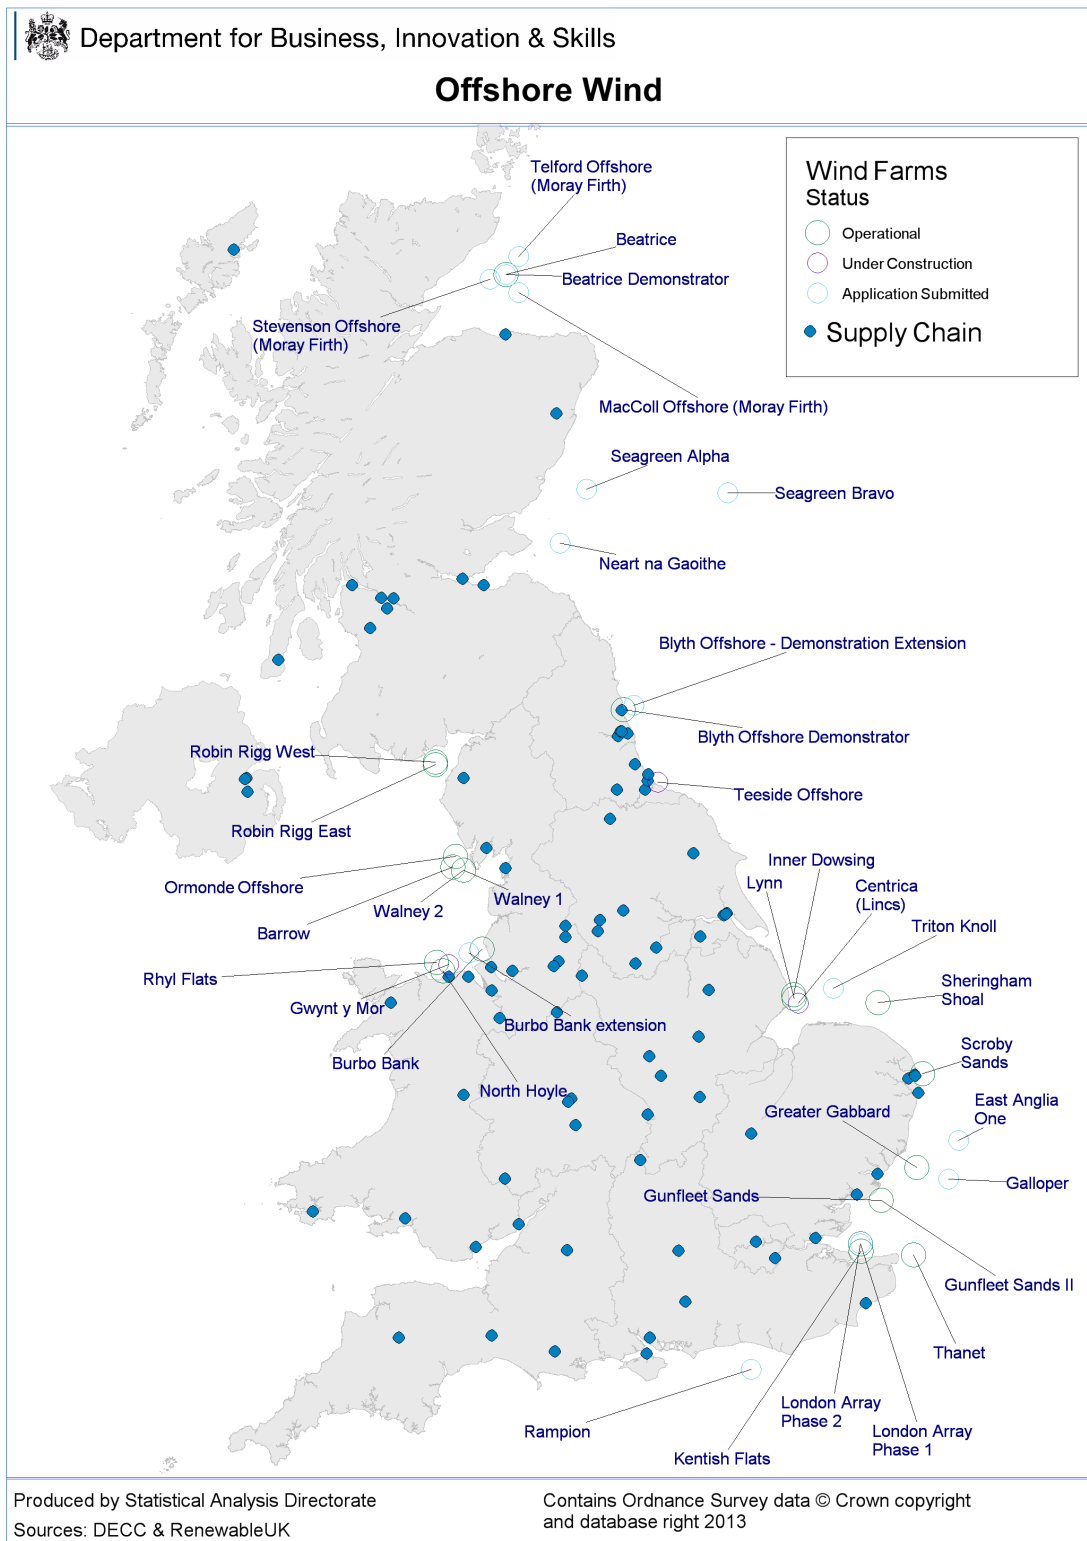 Department for Business, Innovation & Skills
Offshore Wind
Wind Farms
Status
Operational
Under Construction
Application Submitted
Supply Chain
Telford Offshore
(Moray Firth)
Beatrice
Beatrice Demonstrator
Stevenson Offshore
(Moray Firth)
MacColl Offshore (Moray Firth)
Seagreen Alpha
Seagreen Bravo
Neart na Gaoithe
Blyth Offshore - Demonstration Extension
Blyth Offshore Demonstrator
Robin Rigg West
Teeside Offshore
Robin Rigg East
Inner Dowsing
Lynn
Centrica
(Lincs)
Ormonde Offshore
Walney 1
Walney 2
Triton Knoll
Barrow
Rhyl Flats
Sheringham
Shoal
Gwynt y Mor
Burbo Bank extension
Scroby
Sands
Burbo Bank
North Hoyle
East Anglia
One
Greater Gabbard
Galloper
Gunfleet Sands
Gunfleet Sands II
Thanet
London Array
Phase 2
Rampion
London Array
Phase 1
Kentish Flats
Produced by Statistical Analysis Directorate
Sources: DECC & RenewableUK
Contains Ordnance Survey data © Crown copyright
and database right 2013